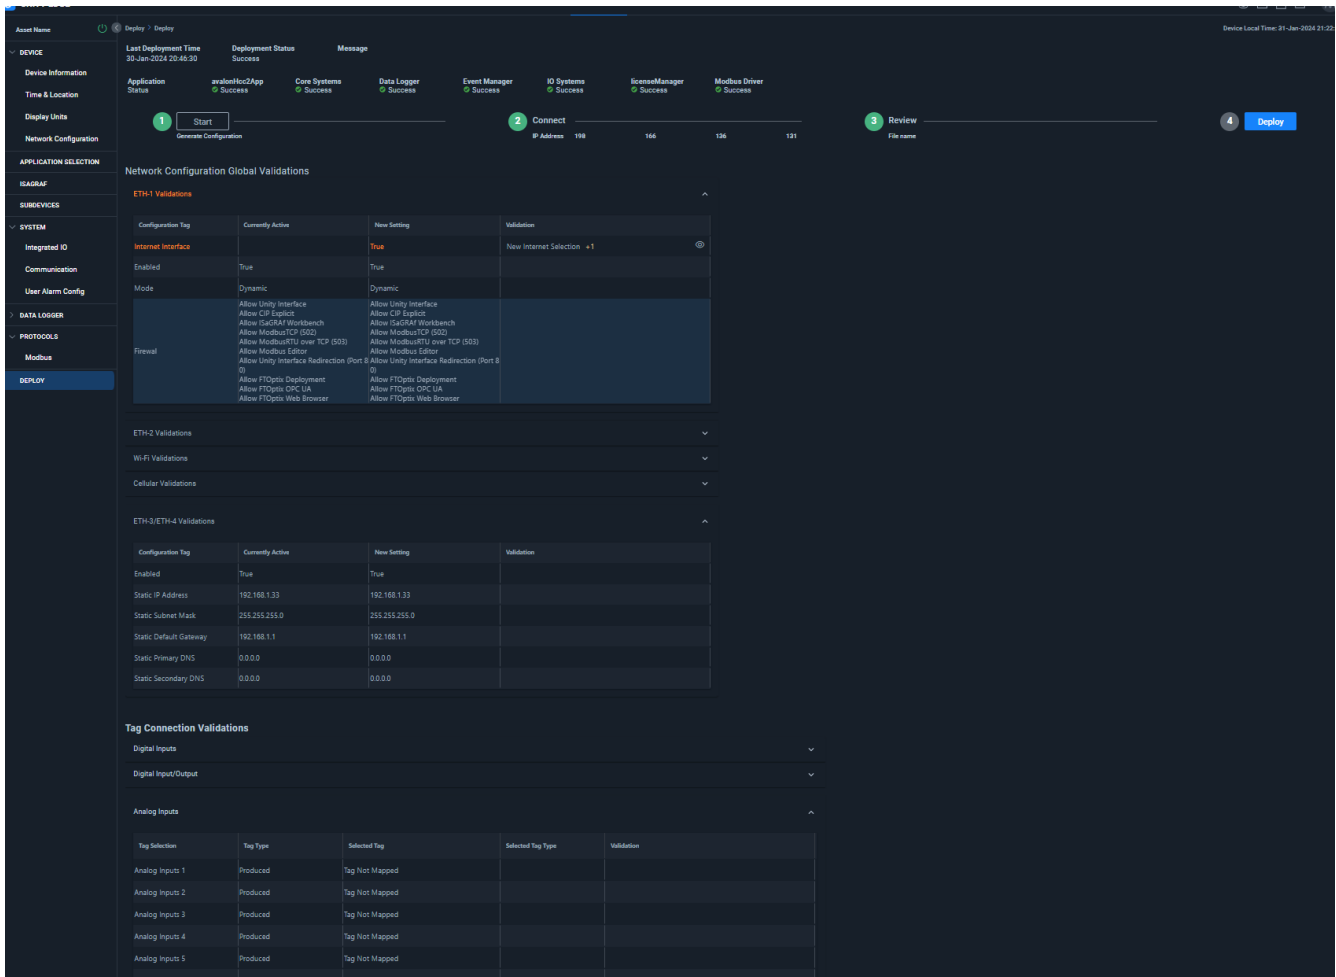 Asset Name
Deploy > Deploy
Device Local Time: 31-Jan-2024 21:22:
DEVICE
Device Information
Time & Location
Display Units
Network Configuration
APPLICATION SELECTION
ISAGRAF
SUBDEVICES
SYSTEM
Integrated IO
Communication
User Alarm Config
DATA LOGGER
PROTOCOLS
Modbus
DEPLOY
Last Deployment Time Deployment Status Message
30-Jan-2024 20:46:30 Success
Application avalonHcc2App Core Systems Data Logger Event Manager IO Systems licenseManager Modbus Driver
Status Success Success Success Success Success Success Success
1 Start 2 Connect 3 Review 4 Deploy
Generate Configuration IP Address 198 166 136 131 File name
Network Configuration Global Validations
ETH-1 Validations
Configuration Tag Currently Active New Setting Validation
Internet Interface True New Internet Selection +1
Enabled True True
Mode Dynamic Dynamic
Firewal
Allow Unity Interface Allow Unity Interface
Allow CIP Explicit Allow CIP Explicit
Allow ISaGRAf Workbench Allow ISaGRAf Workbench
Allow ModbusTCP (502) Allow ModbusTCP (502)
Allow ModbusRTU over TCP (503) Allow ModbusRTU over TCP (503)
Allow Modbus Editor Allow Modbus Editor
Allow Unity Interface Redirection (Port 8 Allow Unity Interface Redirection (Port 8
0) 0)
Allow FTOptix Deployment Allow FTOptix Deployment
Allow FTOptix OPC UA Allow FTOptix OPC UA
Allow FTOptix Web Browser Allow FTOptix Web Browser
ETH-2 Validations
Wi-Fi Validations
Cellular Validations
ETH-3/ETH-4 Validations
Configuration Tag Currently Active New Setting Validation
Enabled True True
Static IP Address 192.168.1.33 192.168.1.33
Static Subnet Mask 255.255.255.0 255.255.255.0
Static Default Gateway 192.168.1.1 192.168.1.1
Static Primary DNS 0.0.0.0 0.0.0.0
Static Secondary DNS 0.0.0.0 0.0.0.0
Tag Connection Validations
Digital Inputs
Digital Input/Output
Analog Inputs
Tag Selection Tag Type Selected Tag Selected Tag Type Validation
Analog Inputs 1 Produced Tag Not Mapped
Analog Inputs 2 Produced Tag Not Mapped
Analog Inputs 3 Produced Tag Not Mapped
Analog Inputs 4 Produced Tag Not Mapped
Analog Inputs 5 Produced Tag Not Mapped